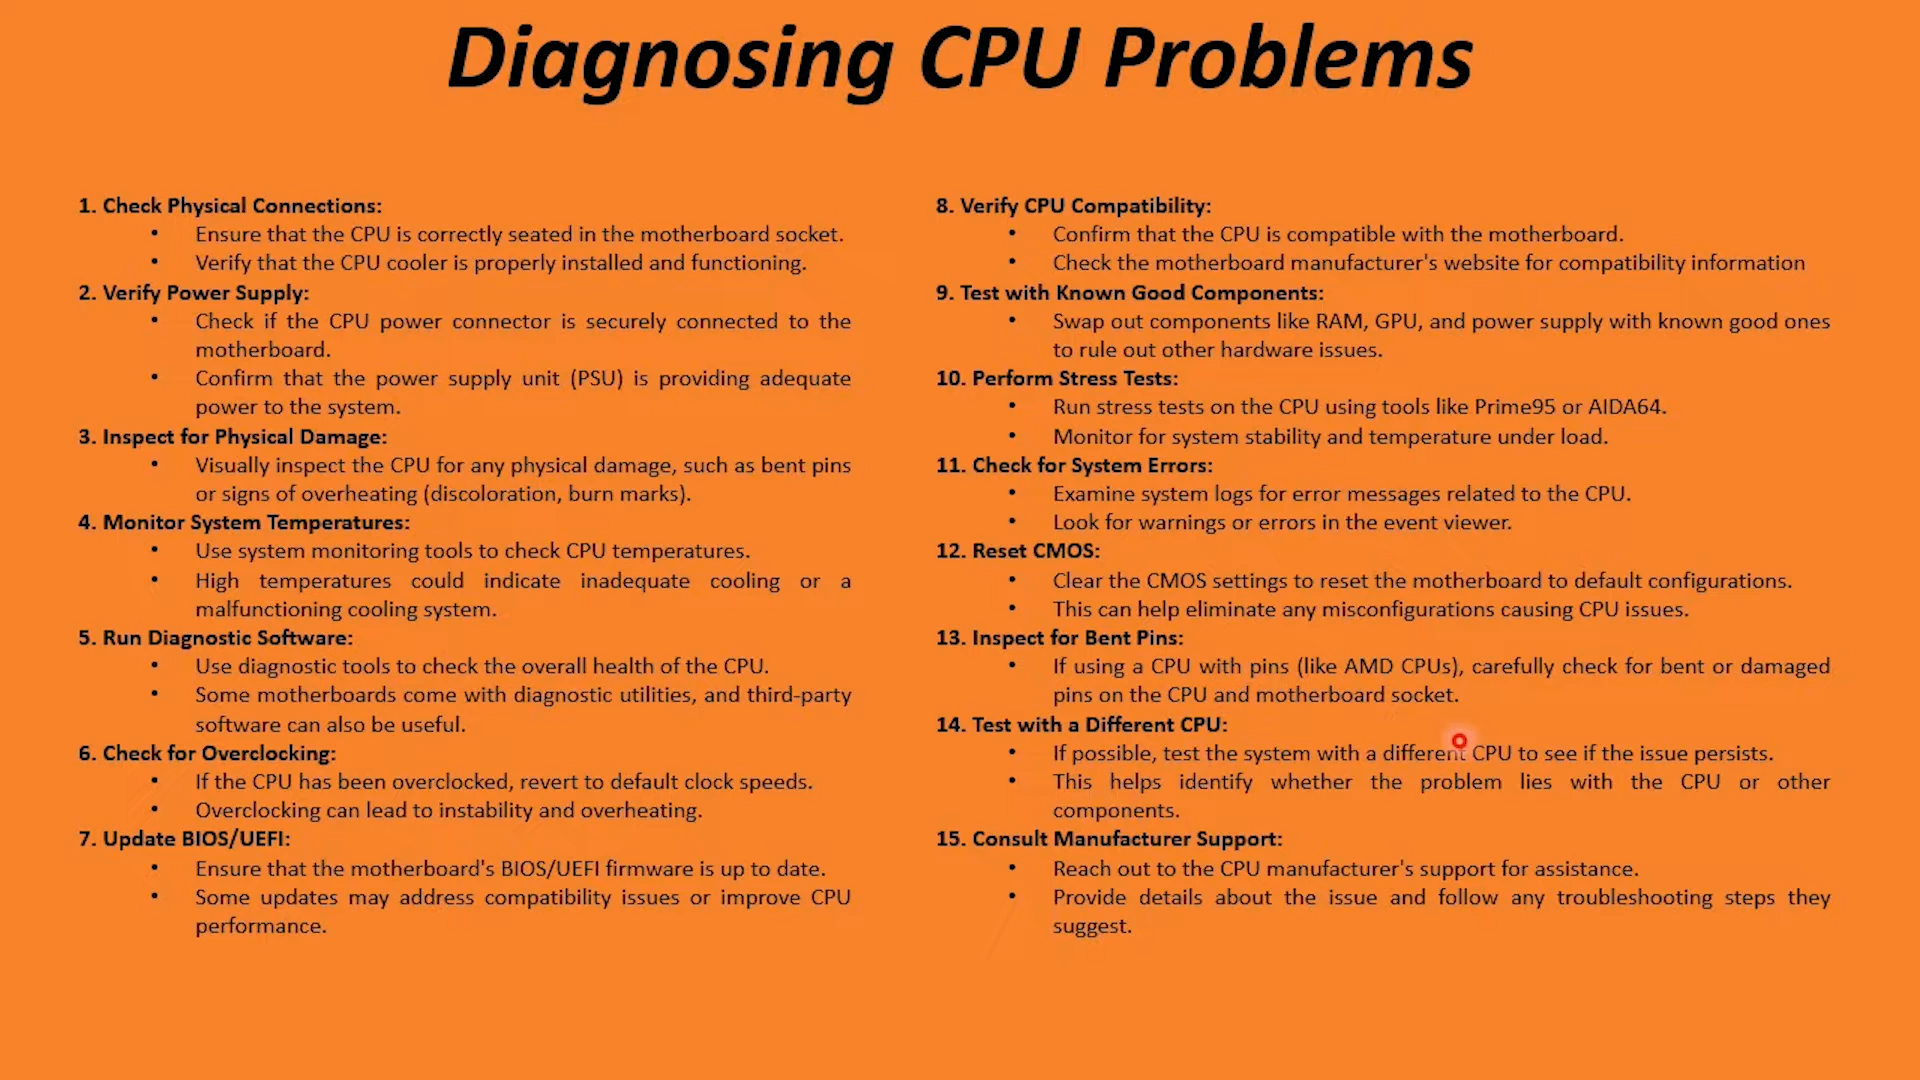 Diagnosing CPU Problems
1. Check Physical Connections:
• Ensure that the CPU is correctly seated in the motherboard socket.
• Verify that the CPU cooler is properly installed and functioning.
2. Verify Power Supply:
• Check if the CPU power connector is securely connected to the
motherboard.
• Confirm that the power supply unit (PSU) is providing adequate
power to the system.
3. Inspect for Physical Damage:
• Visually inspect the CPU for any physical damage, such as bent pins
or signs of overheating (discoloration, burn marks).
4. Monitor System Temperatures:
• Use system monitoring tools to check CPU temperatures.
• High temperatures could indicate inadequate cooling or a
malfunctioning cooling system.
5. Run Diagnostic Software:
• Use diagnostic tools to check the overall health of the CPU.
• Some motherboards come with diagnostic utilities, and third-party
software can also be useful.
6. Check for Overclocking:
• If the CPU has been overclocked, revert to default clock speeds.
• Overclocking can lead to instability and overheating.
7. Update BIOS/UEFI:
• Ensure that the motherboard's BIOS/UEFI firmware is up to date.
• Some updates may address compatibility issues or improve CPU
performance.
8. Verify CPU Compatibility:
• Confirm that the CPU is compatible with the motherboard.
• Check the motherboard manufacturer's website for compatibility information
9. Test with Known Good Components:
• Swap out components like RAM, GPU, and power supply with known good ones
to rule out other hardware issues.
10. Perform Stress Tests:
• Run stress tests on the CPU using tools like Prime95 or AIDA64.
• Monitor for system stability and temperature under load.
11. Check for System Errors:
• Examine system logs for error messages related to the CPU.
• Look for warnings or errors in the event viewer.
12. Reset CMOS:
• Clear the CMOS settings to reset the motherboard to default configurations.
• This can help eliminate any misconfigurations causing CPU issues.
13. Inspect for Bent Pins:
• If using a CPU with pins (like AMD CPUs), carefully check for bent or damaged
pins on the CPU and motherboard socket.
14. Test with a Different CPU:
• If possible, test the system with a different CPU to see if the issue persists.
• This helps identify whether the problem lies with the CPU or other
components.
15. Consult Manufacturer Support:
• Reach out to the CPU manufacturer's support for assistance.
• Provide details about the issue and follow any troubleshooting steps they
suggest.